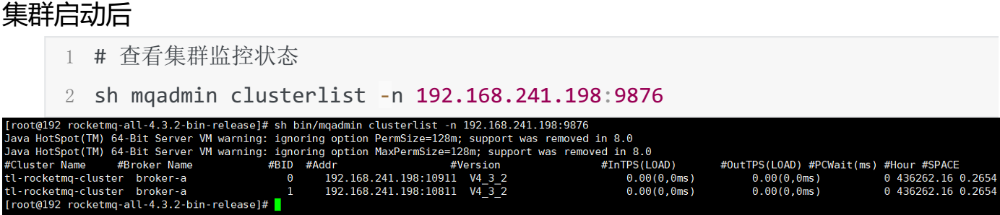 集群启动后
1 # 查看集群监控状态
2 sh mqadmin clusterlist -n 192.168.241.198:9876
[root@192 rocketmq-all-4.3.2-bin-release]# sh bin/mqadmin clusterlist -n 192.168.241.198:9876
Java HotSpot(TM) 64-Bit Server VM warning: ignoring option PermSize=128m; support was removed in 8.0
Java HotSpot(TM) 64-Bit Server VM warning: ignoring option MaxPermSize=128m; support was removed in 8.0
#Cluster Name #Broker Name #BID #Addr #Version #InTPS(LOAD) #OutTPS(LOAD) #PCWait(ms) #Hour #SPACE
tl-rocketmq-cluster broker-a 0 192.168.241.198:10911 V4_3_2 0.00(0,0ms) 0.00(0,0ms) 0 436262.16 0.2654
tl-rocketmq-cluster broker-a 1 192.168.241.198:10811 V4_3_2 0.00(0,0ms) 0.00(0,0ms) 0 436262.16 0.2654
[root@192 rocketmq-all-4.3.2-bin-release]#